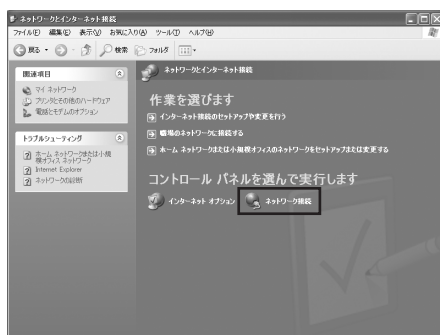 ネットワークとインターネット接続
ファイル(F) 編集(E) 表示(V) お気に入り(A) ツール(T) ヘルプ(H)
戻る 検索 フォルダ
関連項目
マイ ネットワーク
プリンタとその他のハードウェア
電話とモデムのオプション
トラブルシューティング
ホーム ネットワークまたは小規
模オフィス ネットワーク
Internet Explorer
ネットワークの診断
ネットワークとインターネット接続
作業を選びます
インターネット接続のセットアップや変更を行う
職場のネットワークに接続する
ホーム ネットワークまたは小規模オフィスのネットワークをセットアップまたは変更する
コントロール パネルを選んで実行します
インターネット オプション ネットワーク接続